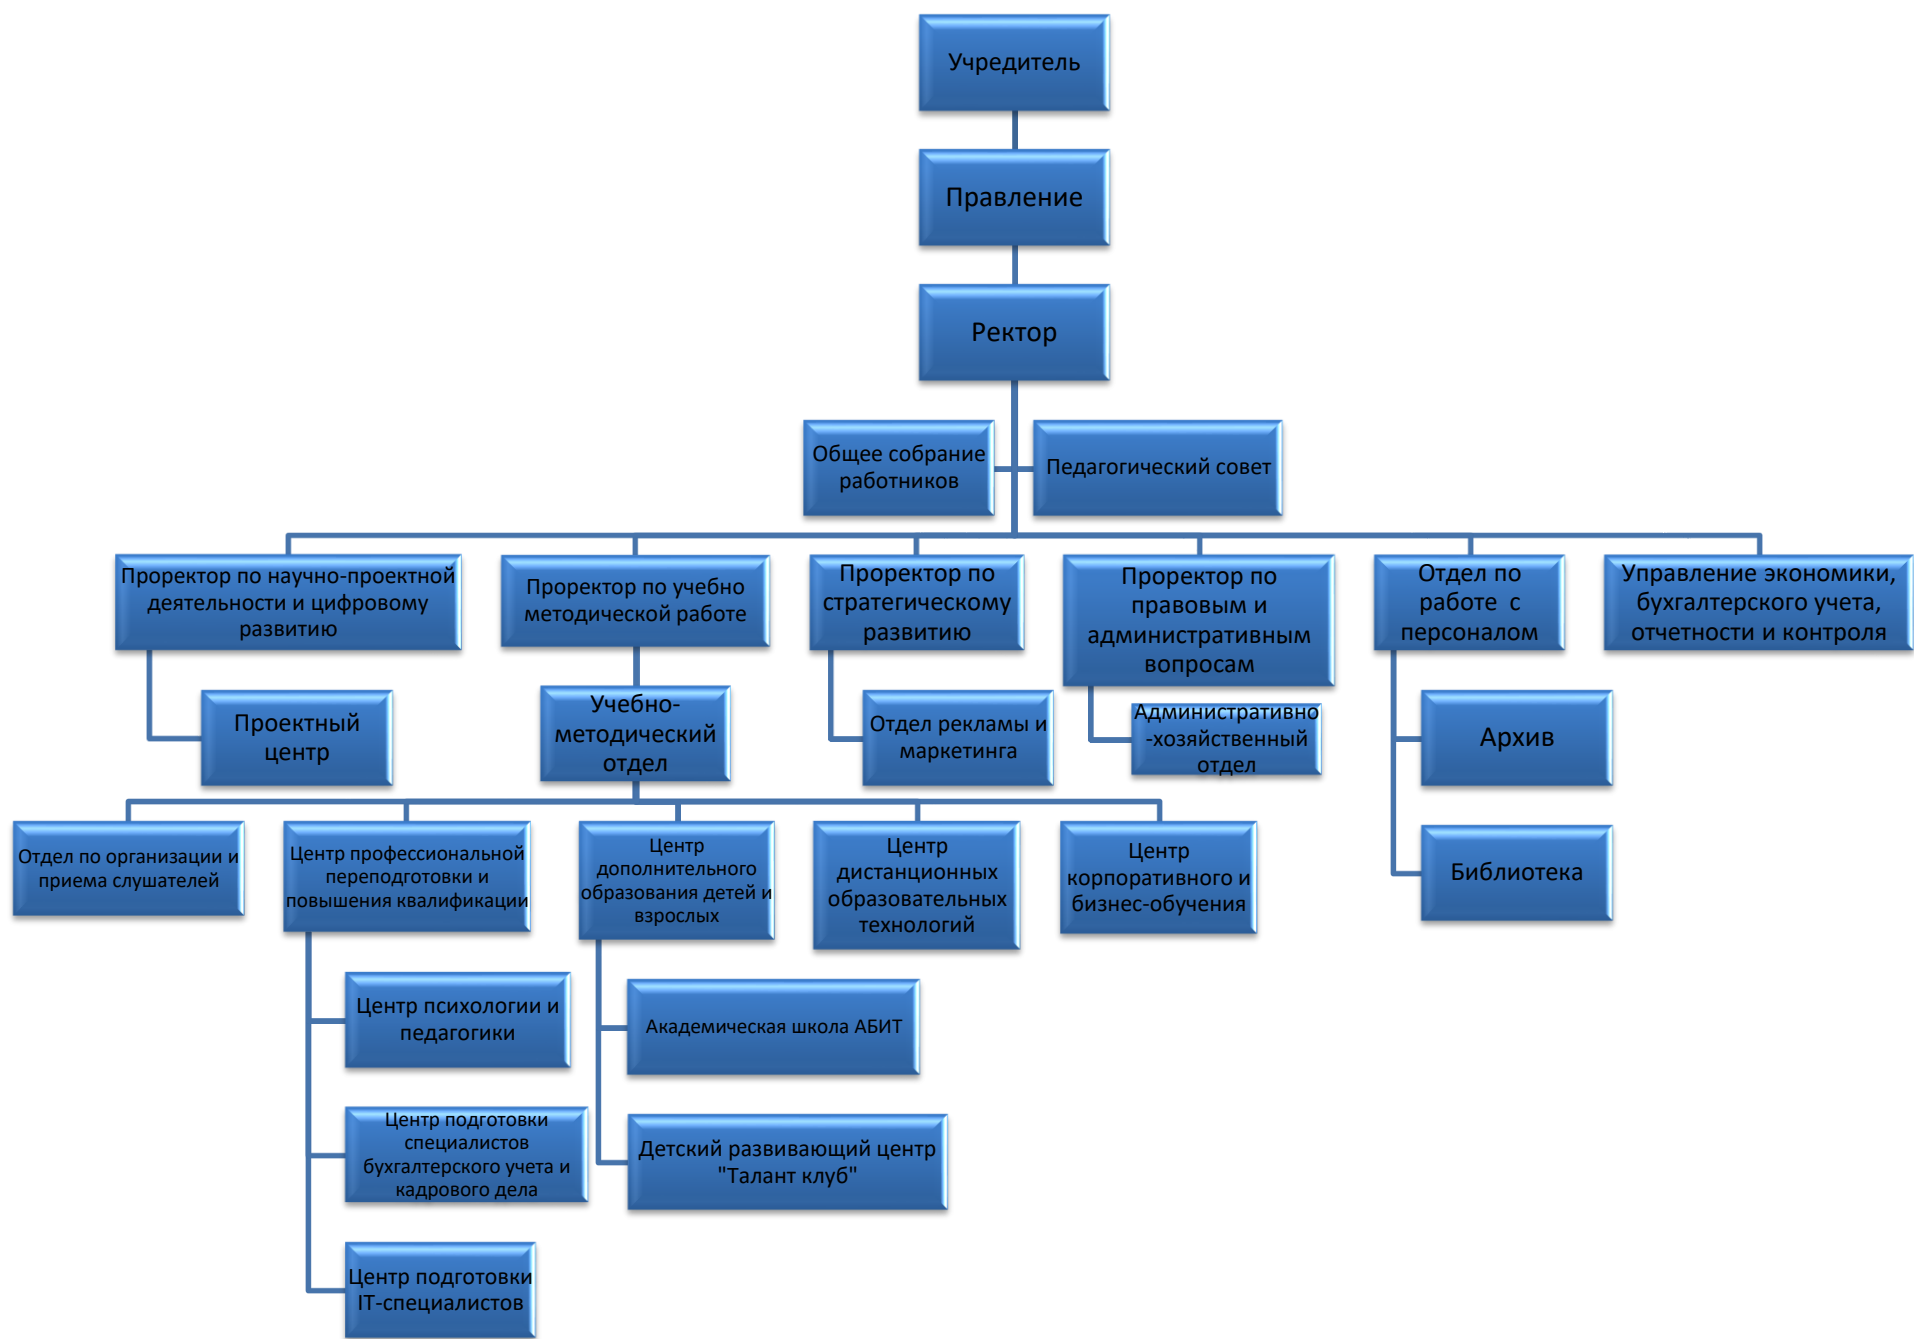 Учредитель
Правление
Ректор
Общее собрание
работников
Педагогический совет
Проректор по научно-проектной
деятельности и цифровому
развитию
Проректор по учебно
методической работе
Проректор по
стратегическому
развитию
Проректор по
правовым и
административным
вопросам
Отдел по
работе с
персоналом
Управление экономики,
бухгалтерского учета,
отчетности и контроля
Проектный
центр
Учебно-
методический
отдел
Отдел рекламы и
маркетинга
Административно
-хозяйственный
отдел
Архив
Библиотека
Отдел по организации и
приема слушателей
Центр профессиональной
переподготовки и
повышения квалификации
Центр
дополнительного
образования детей и
взрослых
Центр
дистанционных
образовательных
технологий
Центр
корпоративного и
бизнес-обучения
Центр психологии и
педагогики
Академическая школа АБИТ
Центр подготовки
специалистов
бухгалтерского учета и
кадрового дела
Детский развивающий центр
"Талант клуб"
Центр подготовки
IT-специалистов